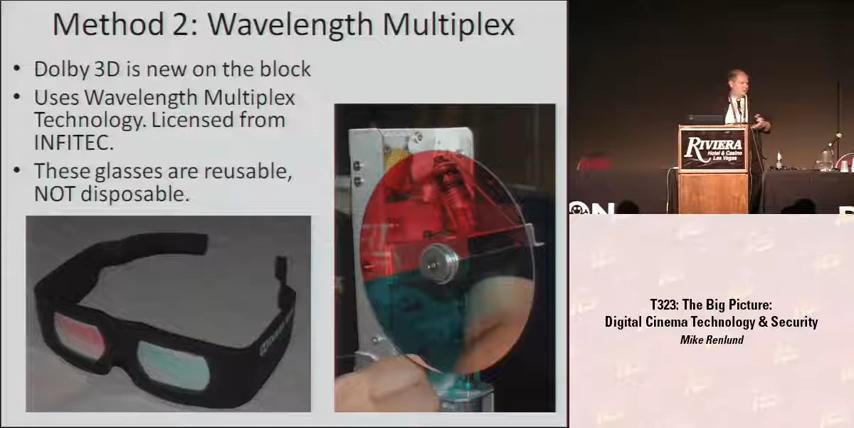 Method 2: Wavelength Multiplex
• Dolby 3D is new on the block
• Uses Wavelength Multiplex
Technology. Licensed from
INFITEC.
• These glasses are reusable,
NOT disposable.
RIVIERA
Hotel & Casino
Las Vegas
ON
T323: The Big Picture:
Digital Cinema Technology & Security
Mike Renlund